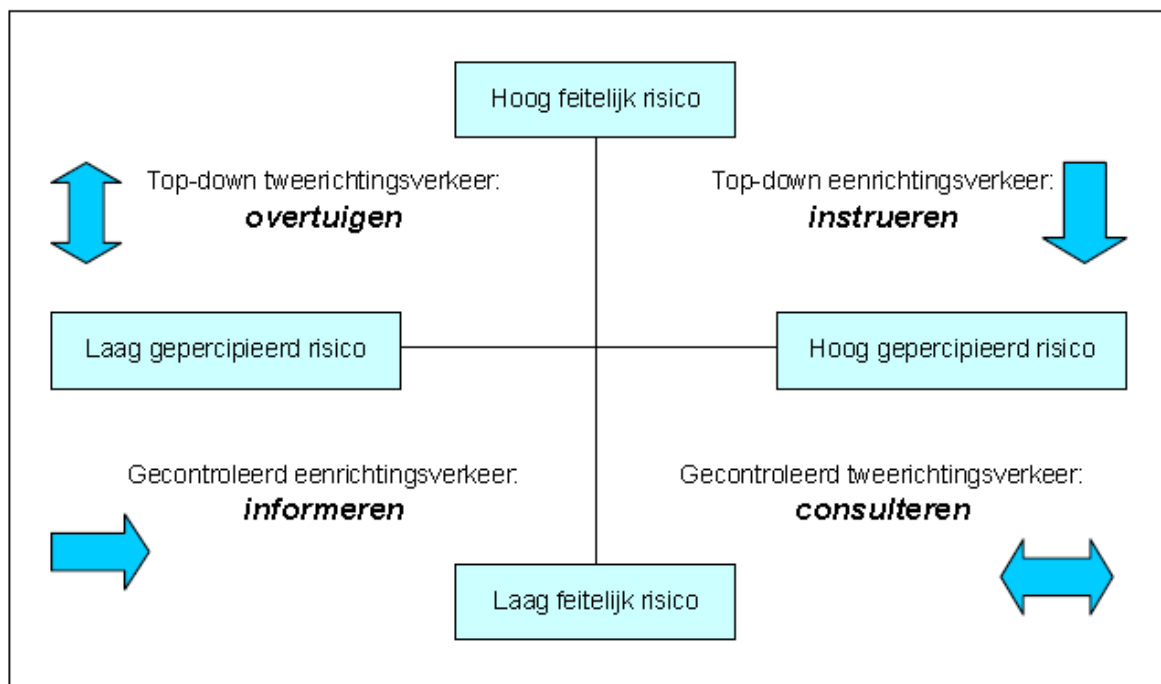 Hoog feitelijk risico
Top-down tweerichtingsverkeer:
overtuigen
Top-down eenrichtingsverkeer:
instrueren
Laag gepercipieerd risico
Hoog gepercipieerd risico
Gecontroleerd eenrichtingsverkeer:
informeren
Gecontroleerd tweerichtingsverkeer:
consulteren
Laag feitelijk risico